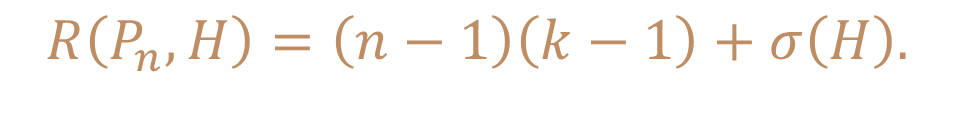 R(Pₙ, H) = (n − 1)(k − 1) + σ(H).